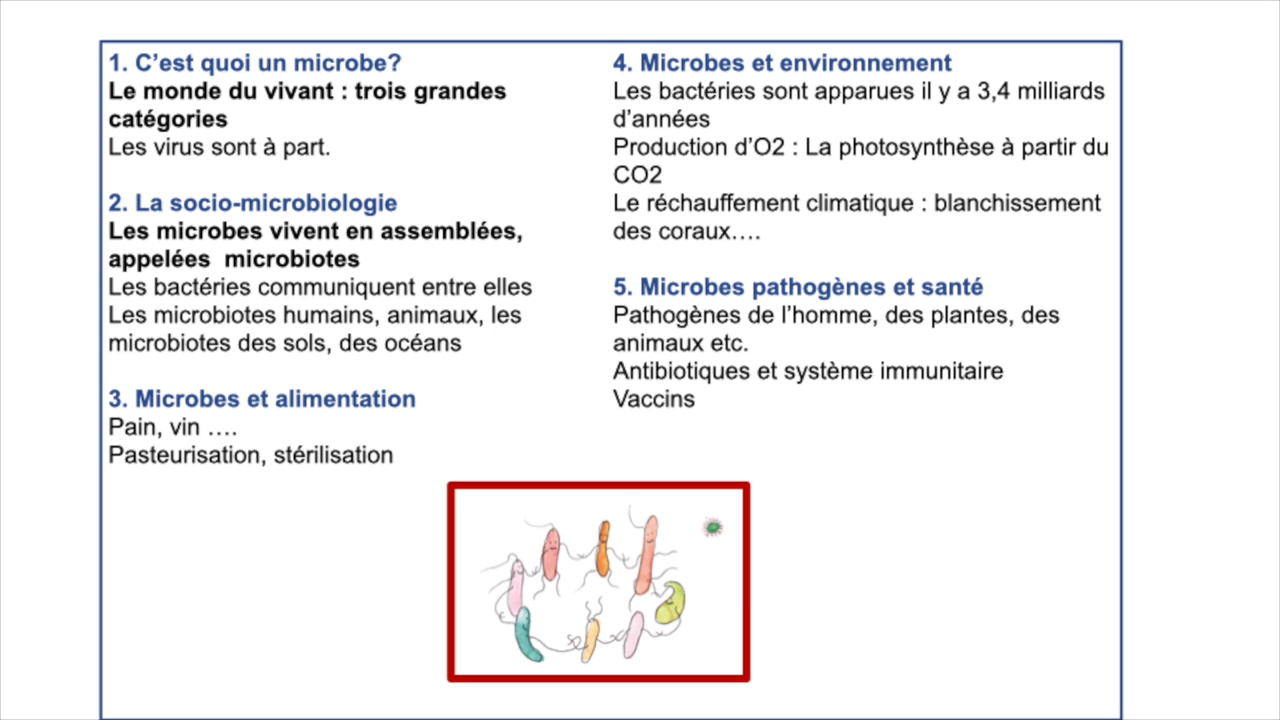 1. C’est quoi un microbe?
Le monde du vivant : trois grandes
catégories
Les virus sont à part.
2. La socio-microbiologie
Les microbes vivent en assemblées,
appelées  microbiotes
Les bactéries communiquent entre elles
Les microbiotes humains, animaux, les
microbiotes des sols, des océans
3. Microbes et alimentation
Pain, vin ….
Pasteurisation, stérilisation
4. Microbes et environnement
Les bactéries sont apparues il y a 3,4 milliards
d’années
Production d’O2 : La photosynthèse à partir du
CO2
Le réchauffement climatique : blanchissement
des coraux….
5. Microbes pathogènes et santé
Pathogènes de l’homme, des plantes, des
animaux etc.
Antibiotiques et système immunitaire
Vaccins